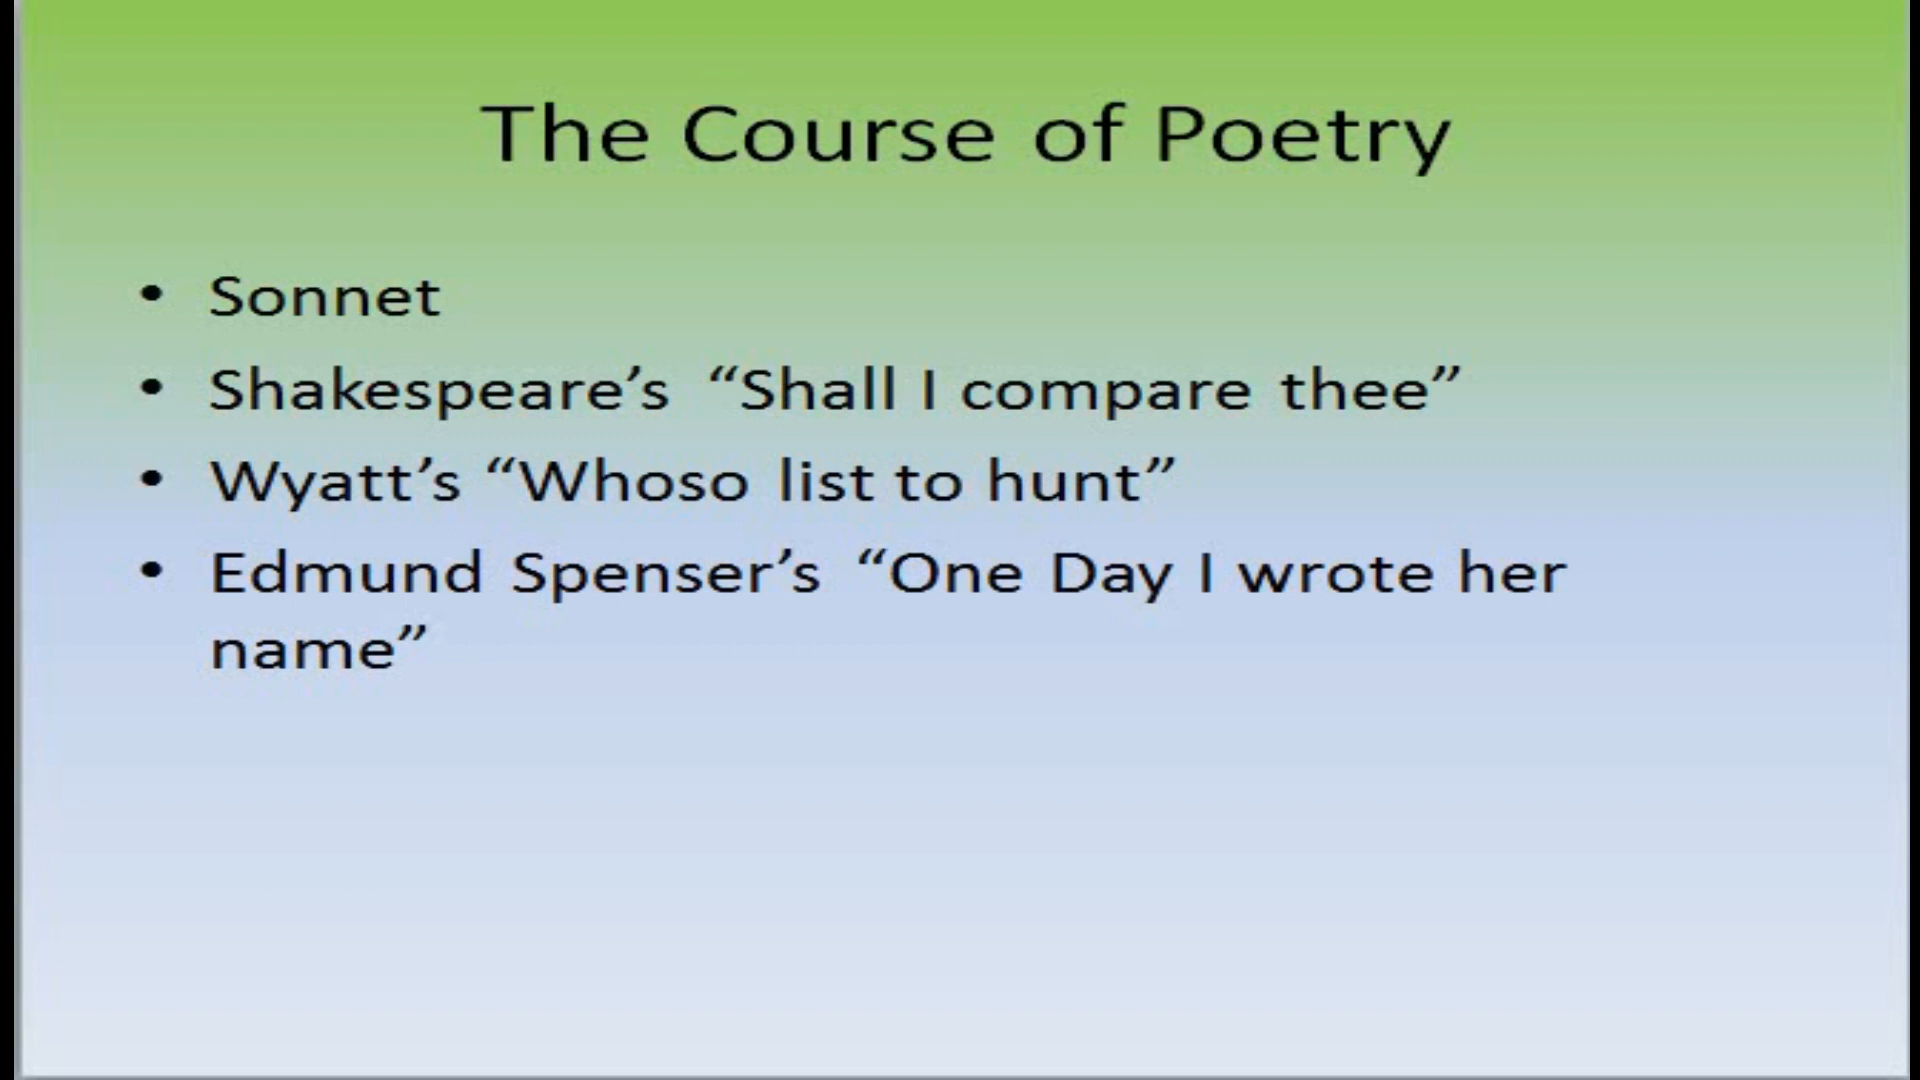 The Course of Poetry
• Sonnet
• Shakespeare’s “Shall I compare thee”
• Wyatt’s “Whoso list to hunt”
• Edmund Spenser’s “One Day I wrote her
name”